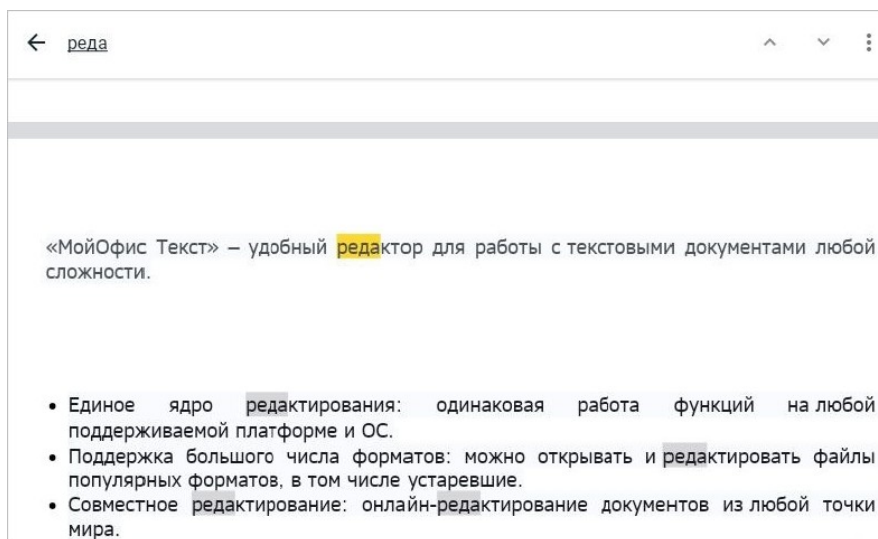 реда
«МойОфис Текст» – удобный редактор для работы с текстовыми документами любой
сложности.
• Единое ядро редактирования: одинаковая работа функций на любой
поддерживаемой платформе и ОС.
• Поддержка большого числа форматов: можно открывать и редактировать файлы
популярных форматов, в том числе устаревшие.
• Совместное редактирование: онлайн-редактирование документов из любой точки
мира.